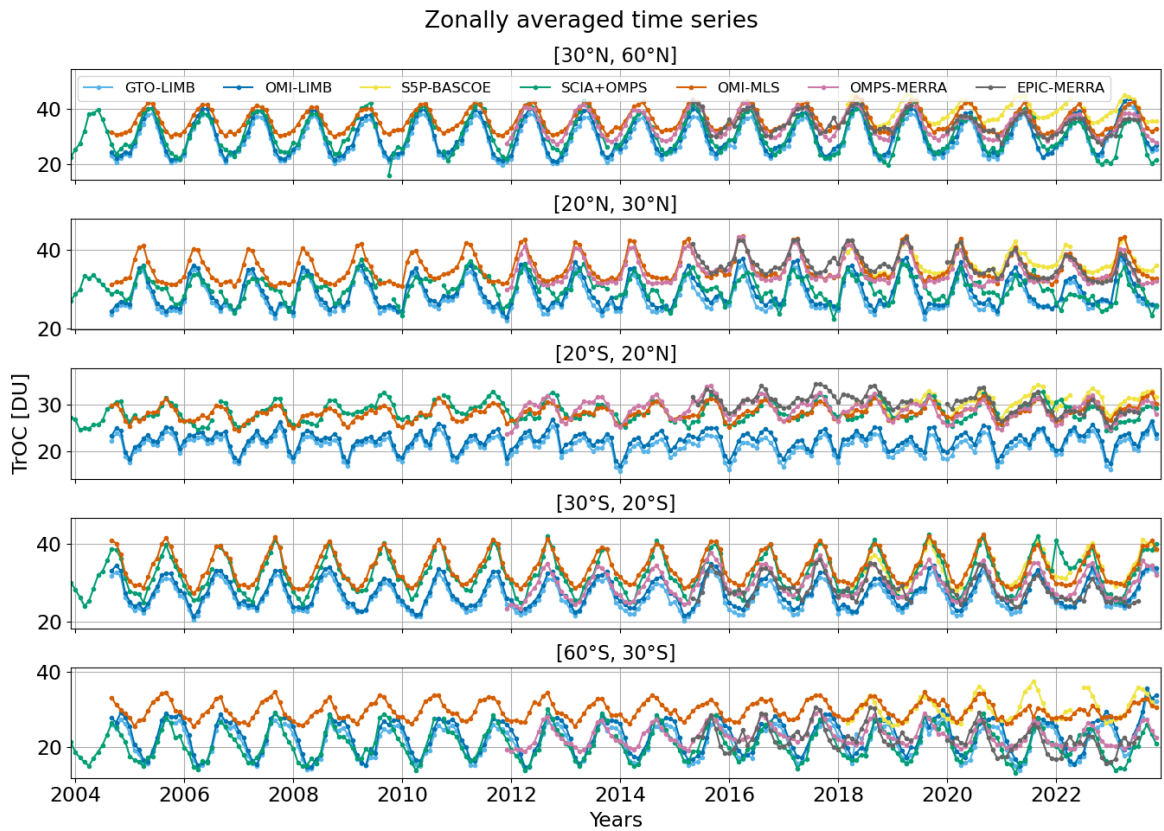 Zonally averaged time series
[30°N, 60°N]
GTO-LIMB OMI-LIMB S5P-BASCOE SCIA+OMPS OMI-MLS OMPS-MERRA EPIC-MERRA
40
20
[20°N, 30°N]
40
30
20
[20°S, 20°N]
30
20
TrOC [DU]
[30°S, 20°S]
40
30
20
[60°S, 30°S]
40
20
2004 2006 2008 2010 2012 2014 2016 2018 2020 2022
Years